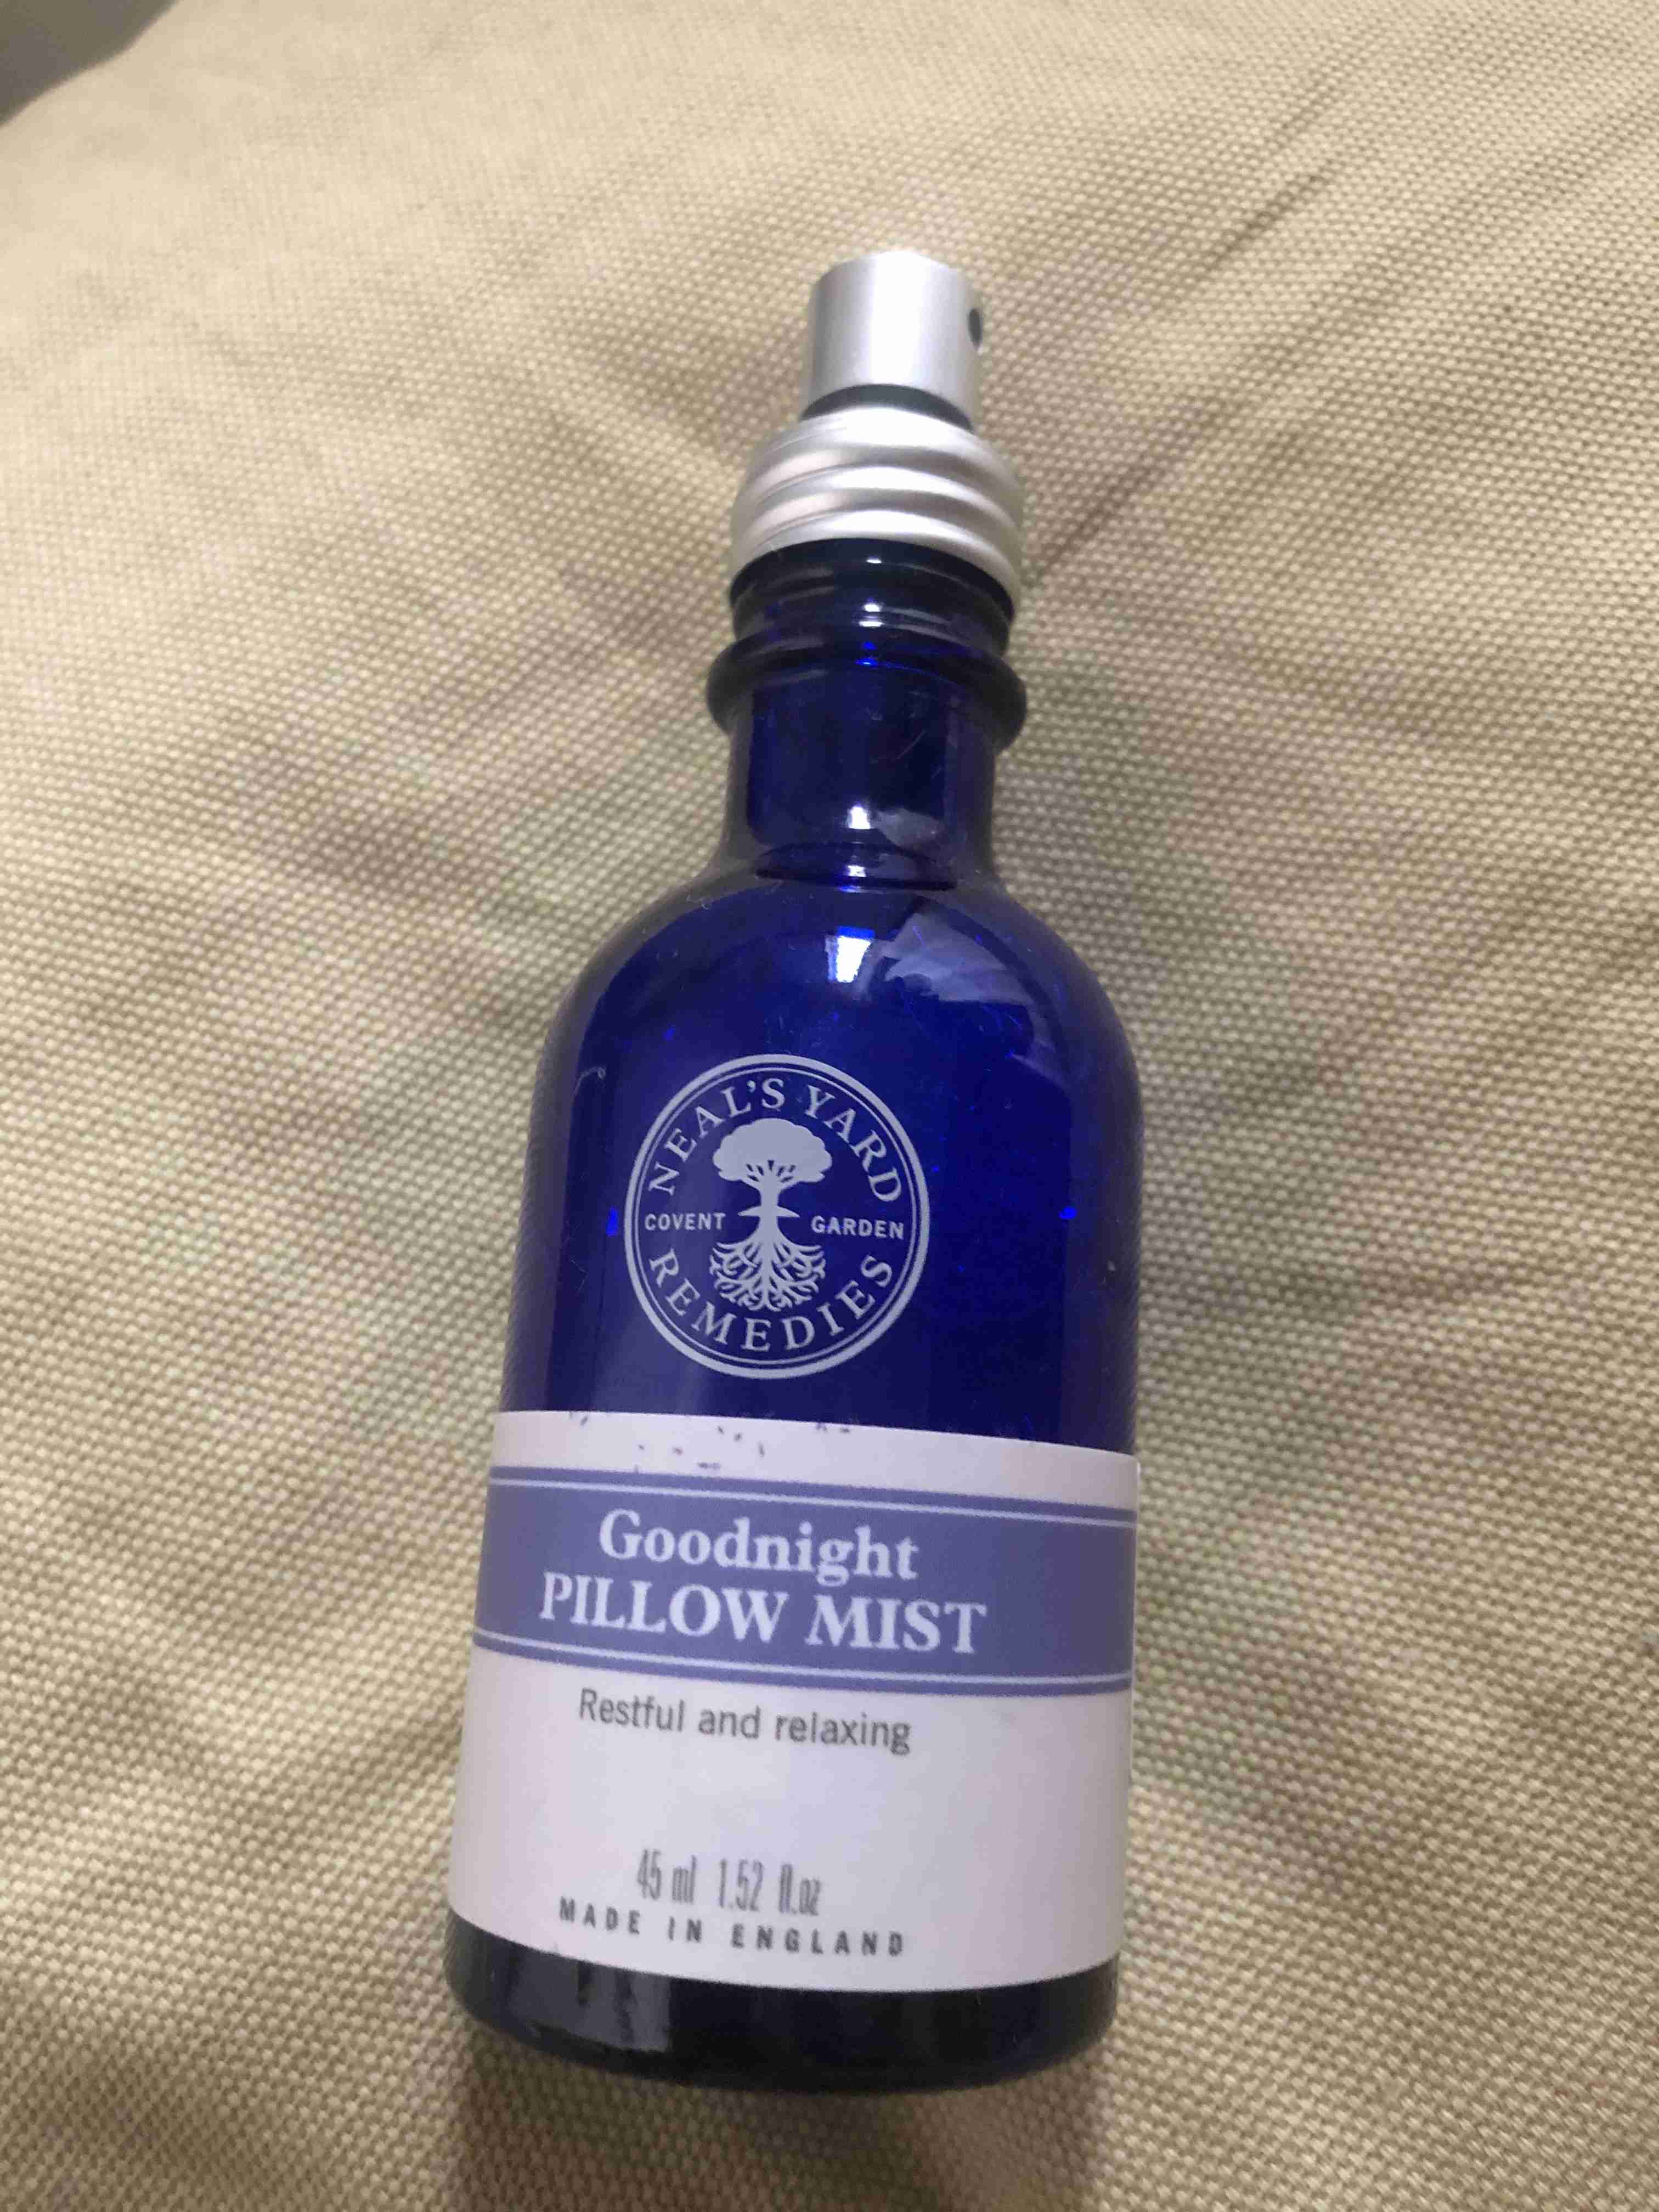 NEAL'S YARD
COVENT GARDEN
REMEDIES
Goodnight
PILLOW MIST
Restful and relaxing
45 ml 1.52 fl.oz
MADE IN ENGLAND